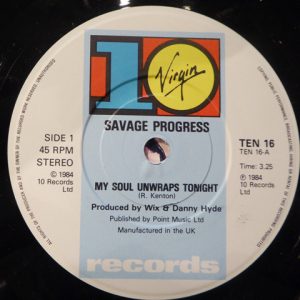 10
Virgin
SAVAGE PROGRESS
SIDE 1
45 RPM
STEREO
℗ 1984
10 Records
Ltd
TEN 16
TEN 16-A
Time: 3.25
℗ 1984
10 Records
Ltd
MY SOUL UNWRAPS TONIGHT
(R. Kenton)
Produced by Wix & Danny Hyde
Published by Point Music Ltd
Manufactured in the UK
records